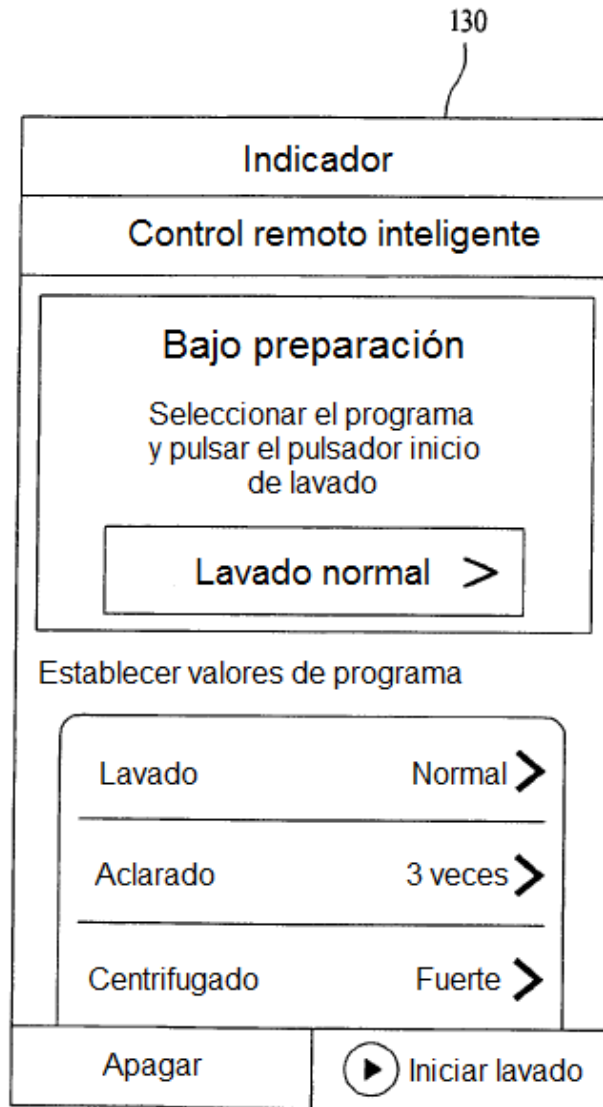 130
Indicador
Control remoto inteligente
Bajo preparación
Seleccionar el programa
y pulsar el pulsador inicio
de lavado
Lavado normal >
Establecer valores de programa
Lavado Normal >
Aclarado 3 veces >
Centrifugado Fuerte >
Apagar Iniciar lavado